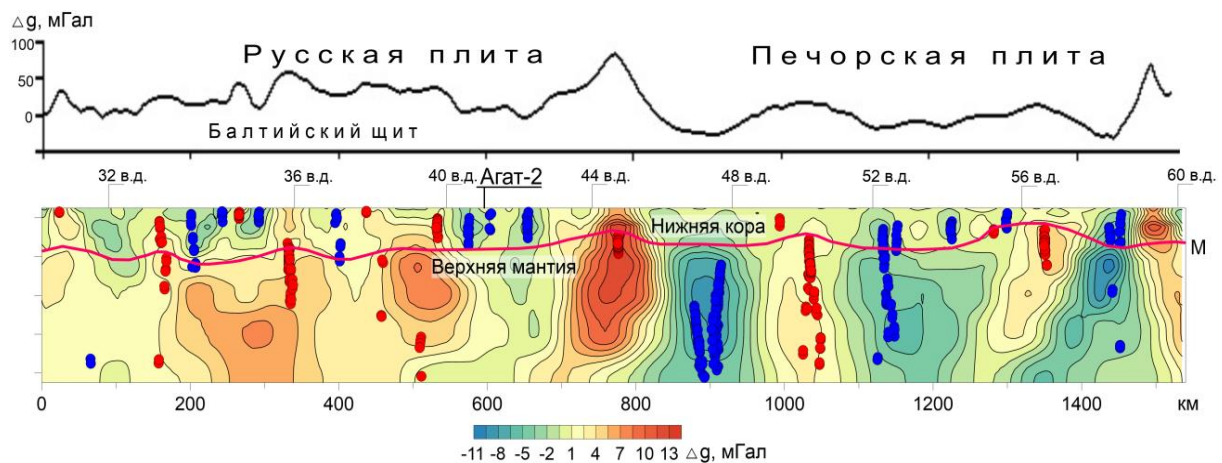 △g, мГал
100
50
0
Русская плита
Печорская плита
Балтийский щит
32 в.д.
36 в.д.
40 в.д.
Агат-2
44 в.д.
48 в.д.
52 в.д.
56 в.д.
60 в.д.
Нижняя кора
М
Верхняя мантия
0 200 400 600 800 1000 1200 1400 км
-11 -8 -5 -2 1 4 7 10 13 △g, мГал